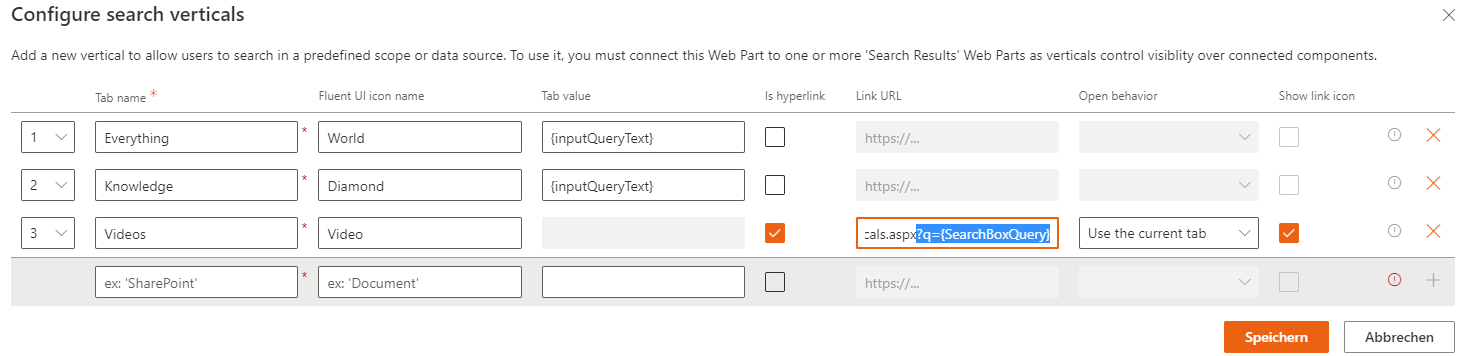 Configure search verticals
Add a new vertical to allow users to search in a predefined scope or data source. To use it, you must connect this Web Part to one or more 'Search Results' Web Parts as verticals control visiblity over connected components.
Tab name * Fluent UI icon name Tab value Is hyperlink Link URL Open behavior Show link icon
1 Everything * World {inputQueryText} https://...
2 Knowledge * Diamond {inputQueryText} https://...
3 Videos * Video cals.aspx?q={SearchBoxQuery} Use the current tab
ex: 'SharePoint' * ex: 'Document' https://...
Speichern Abbrechen